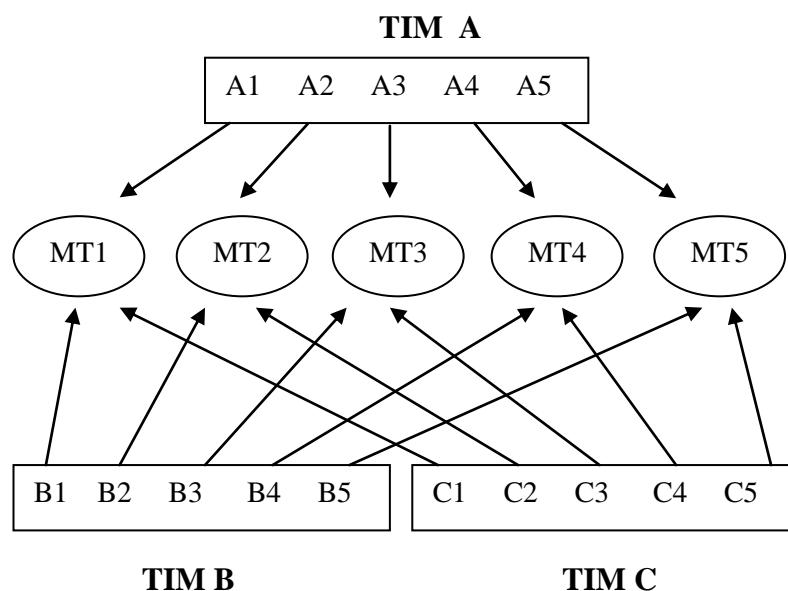 TIM A
A1 A2 A3 A4 A5
MT1 MT2 MT3 MT4 MT5
B1 B2 B3 B4 B5 C1 C2 C3 C4 C5
TIM B TIM C